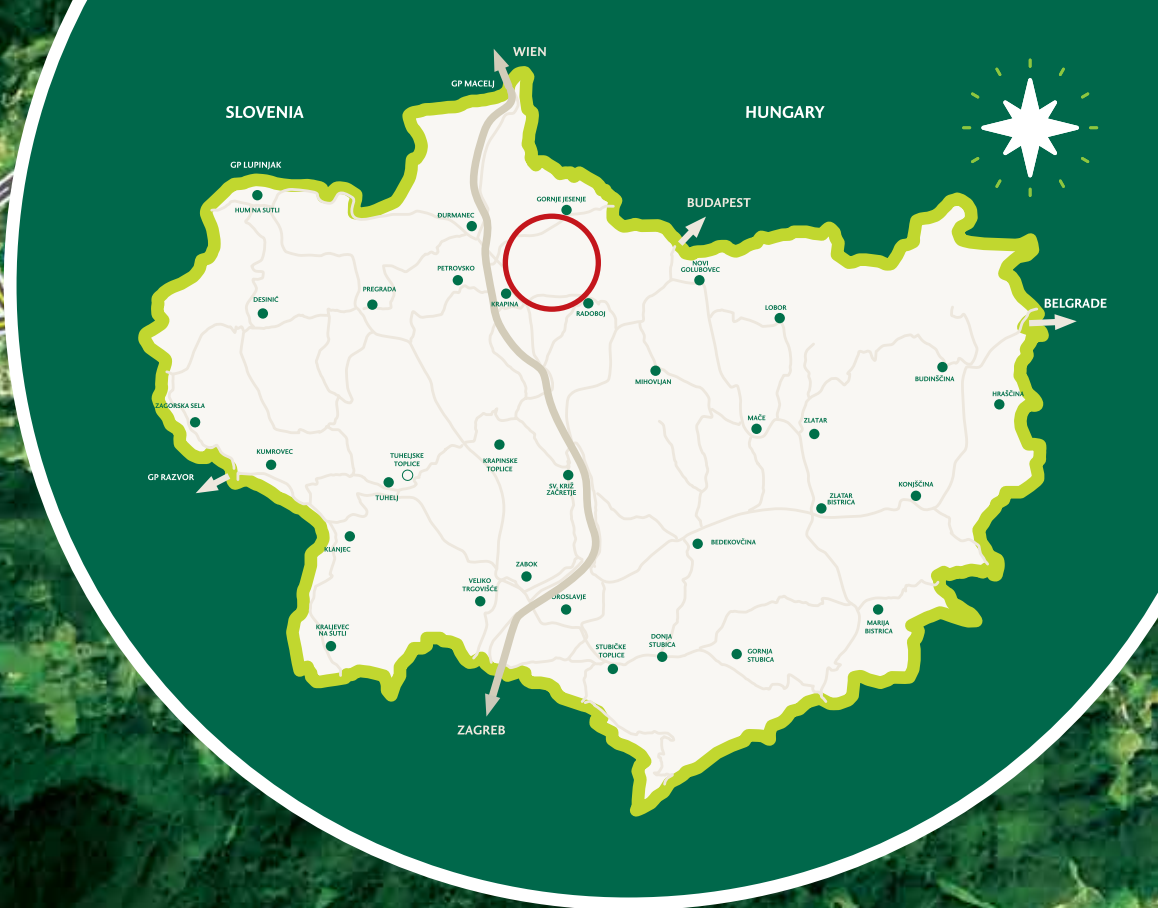 WIEN
GP MACELJ
SLOVENIA
HUNGARY
GP LUPINJAK
HUM NA SUTLI
GORNJE JESENJE
ĐURMANEC
BUDAPEST
PETROVSKO
NOVI
GOLUBOVEC
PREGRADA
DESINIĆ
KRAPINA
RADOBOJ
LOBOR
BELGRADE
MIHOVLJAN
BUDINŠČINA
HRAŠĆINA
ZAGORSKA SELA
MAČE
ZLATAR
KUMROVEC
TUHELJSKE
TOPLICE
KRAPINSKE
TOPLICE
GP RAZVOR
TUHELJ
SV. KRIŽ
ZAČRETJE
KONJŠČINA
ZLATAR
BISTRICA
KLANJEC
BEDEKOVČINA
ZABOK
VELIKO
TRGOVIŠĆE
OROSLAVJE
KRALJEVEC
NA SUTLI
MARIJA
BISTRICA
DONJA
STUBICA
STUBIČKE
TOPLICE
GORNJA
STUBICA
ZAGREB